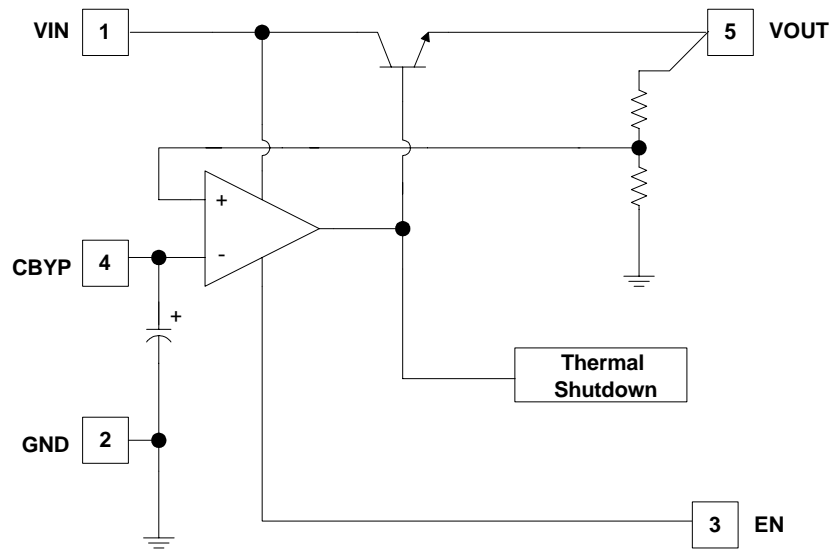 VIN 1
5 VOUT
+
CBYP 4
-
+
Thermal
Shutdown
GND 2
3 EN